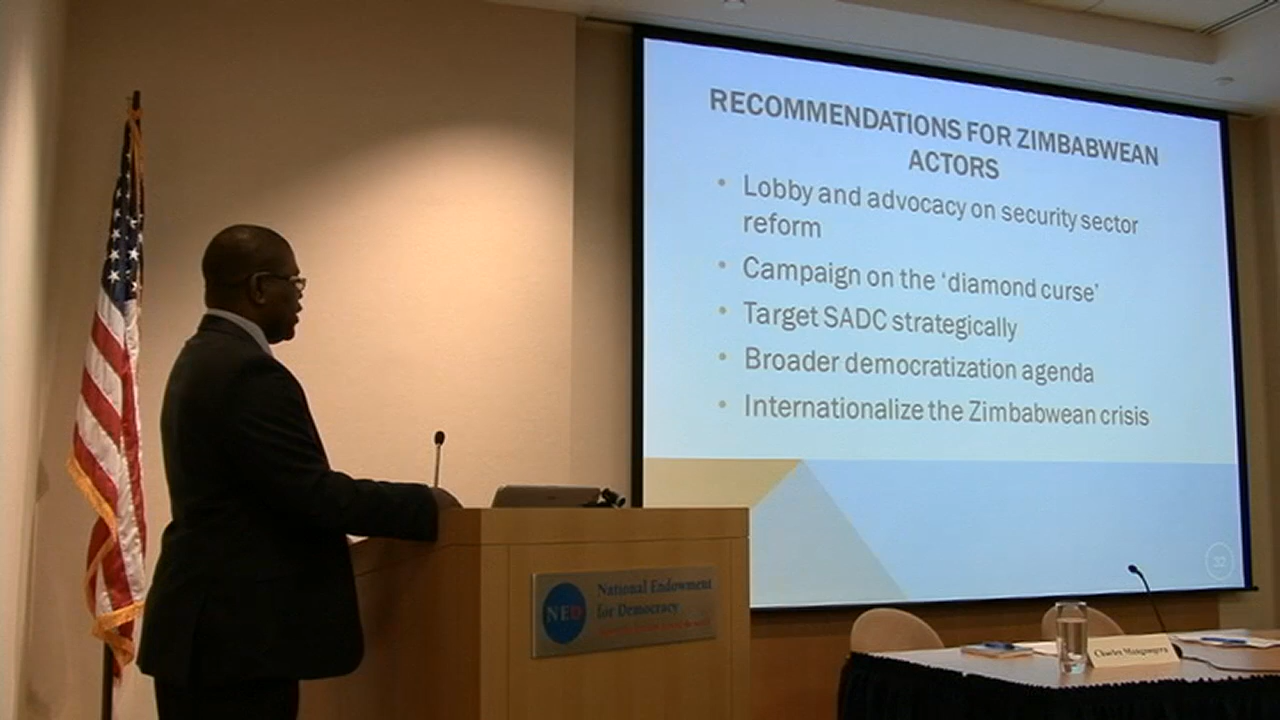 RECOMMENDATIONS FOR ZIMBABWEAN
ACTORS
• Lobby and advocacy on security sector
reform
• Campaign on the ‘diamond curse’
• Target SADC strategically
• Broader democratization agenda
• Internationalize the Zimbabwean crisis
32
NED
National Endowment
for Democracy
Charles